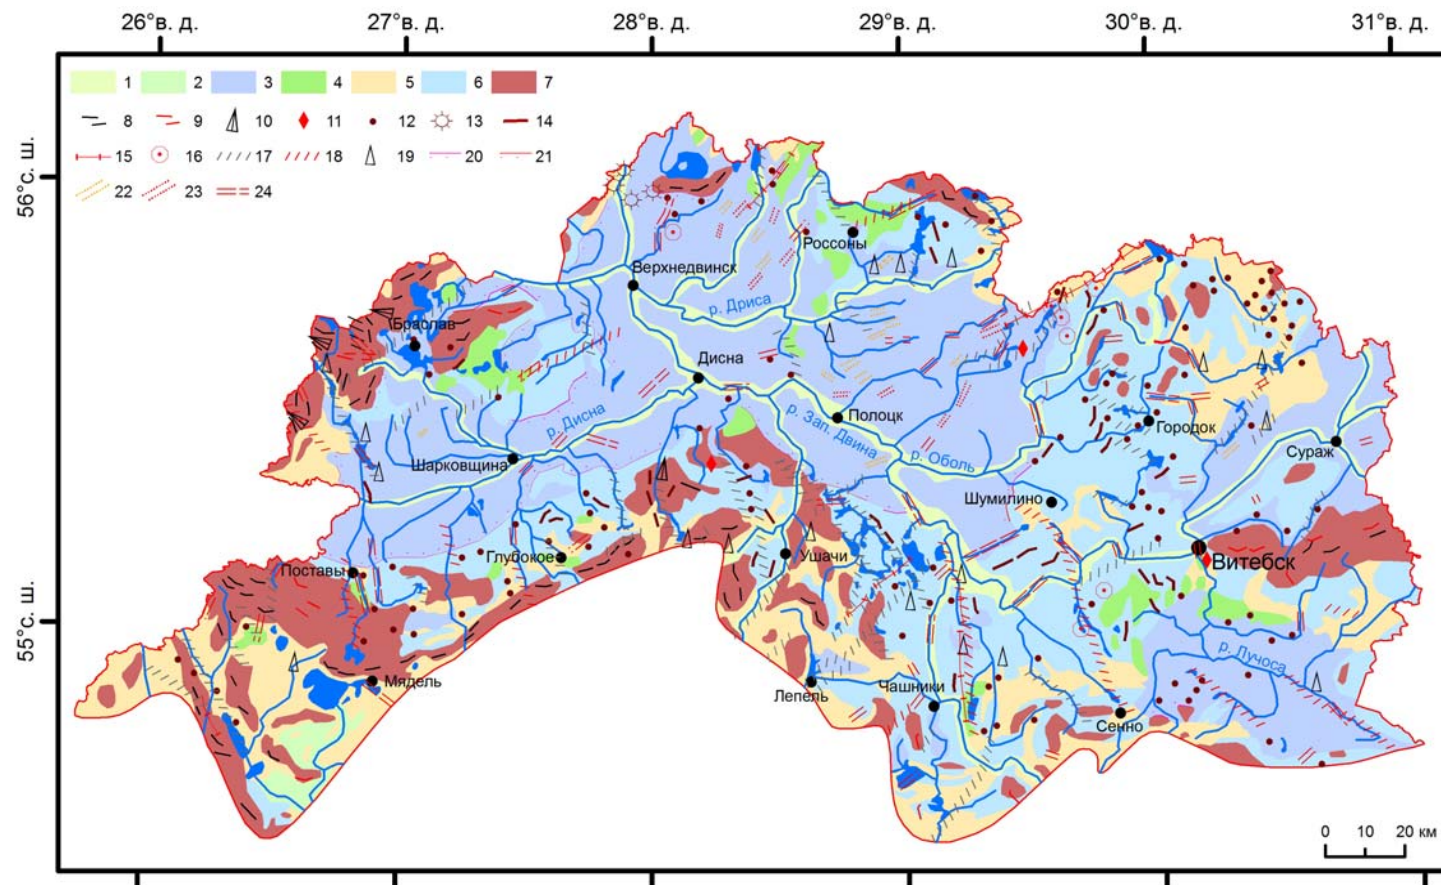 26°в. д. 27°в. д. 28°в. д. 29°в. д. 30°в. д. 31°в. д.
1 2 3 4 5 6 7
8 9 10 11 12 13 14
15 16 17 18 19 20 21
22 23 24
56°с. ш.
55°с. ш.
Россоны
Верхнедвинск
р. Дриса
Браслав
Дисна
р. Дисна
р. Зап. Двина
Полоцк
Городок
Сураж
р. Оболь
Шарковщина
Шумилино
Глубокое
Ушачи
Витебск
Поставы
р. Лучоса
Мядель
Лепель
Чашники
Сенно
0 10 20 км